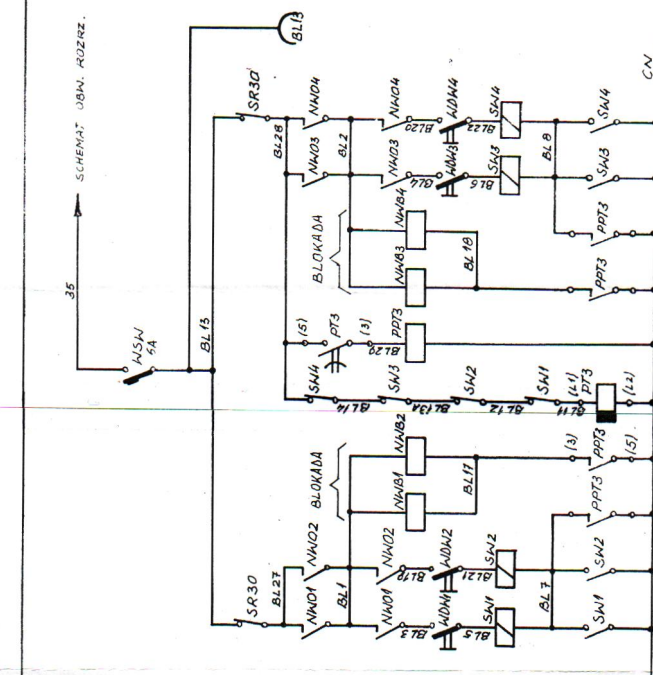 SCHEMAT OBW. ROZRZ.
35
WSW
6A
BL13
BL13
CN
SR30
BL28
NW04
NW03
BL2
NW04
BL20
WDW4
BL22
SW4
BL8
SW4
NW03
BL4
WDW3
BL6
SW3
SW3
BLOKADA
NWB4
NWB3
BL18
PPT3
PPT3
(5)
PT3
(3)
BL29
PPT3
SW4
BL14
SW3
BL13A
SW2
BL12
SW1
BL11
(L1)
PT3
(L2)
BLOKADA
NWB2
NWB1
BL17
(3)
PPT3
(5)
PPT3
SR30
BL27
NW02
NW01
BL1
NW02
BL19
WDW2
BL21
SW2
BL7
SW2
NW01
BL3
WDW1
BL5
SW1
SW1